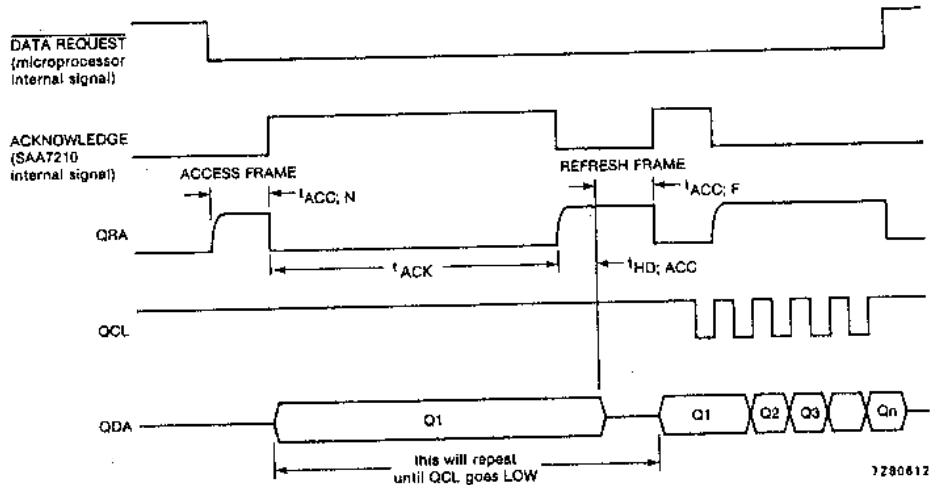 DATA REQUEST
(microprocessor
internal signal)
ACKNOWLEDGE
(SAA7210
internal signal)
ACCESS FRAME
REFRESH FRAME
tACC; N
tACC; F
QRA
tACK
tHD; ACC
QCL
QDA
Q1
Q1
Q2
Q3
Qn
this will repeat
until QCL goes LOW
7Z80612